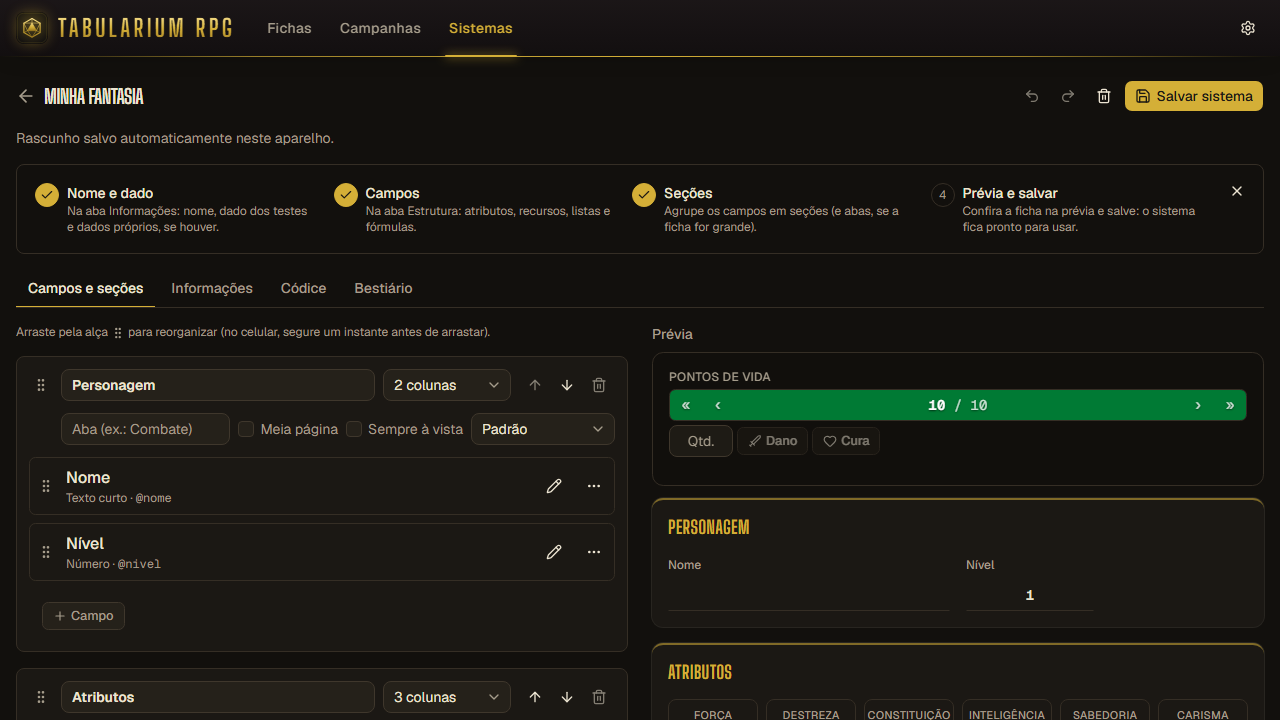 TABULARIUM RPG
Fichas
Campanhas
Sistemas
MINHA FANTASIA
Salvar sistema
Rascunho salvo automaticamente neste aparelho.
Nome e dado
Na aba Informações: nome, dado dos testes
e dados próprios, se houver.
Campos
Na aba Estrutura: atributos, recursos, listas e
fórmulas.
Seções
Agrupe os campos em seções (e abas, se a
ficha for grande).
4
Prévia e salvar
Confira a ficha na prévia e salve: o sistema
fica pronto para usar.
Campos e seções
Informações
Códice
Bestiário
Arraste pela alça ⠿ para reorganizar (no celular, segure um instante antes de arrastar).
Personagem
2 colunas
Aba (ex.: Combate)
Meia página
Sempre à vista
Padrão
Nome
Texto curto · @nome
Nível
Número · @nivel
+ Campo
Atributos
3 colunas
Prévia
PONTOS DE VIDA
« ‹ 10 / 10 › »
Qtd.
Dano
Cura
PERSONAGEM
Nome
Nível
1
ATRIBUTOS
FORÇA
DESTREZA
CONSTITUIÇÃO
INTELIGÊNCIA
SABEDORIA
CARISMA